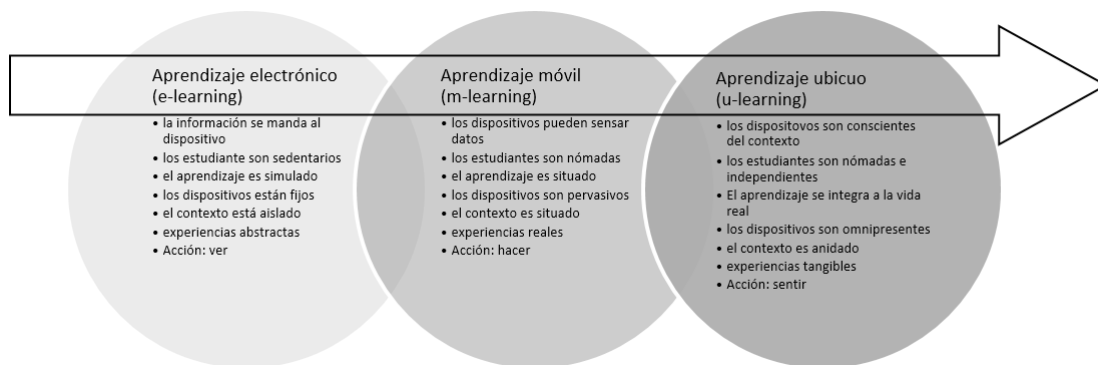 Aprendizaje electrónico
(e-learning)
• la información se manda al
dispositivo
• los estudiante son sedentarios
• el aprendizaje es simulado
• los dispositivos están fijos
• el contexto está aislado
• experiencias abstractas
• Acción: ver
Aprendizaje móvil
(m-learning)
• los dispositivos pueden sensar
datos
• los estudiantes son nómadas
• el aprendizaje es situado
• los dispositivos son pervasivos
• el contexto es situado
• experiencias reales
• Acción: hacer
Aprendizaje ubicuo
(u-learning)
• los dispositovos son conscientes
del contexto
• los estudiantes son nómadas e
independientes
• El aprendizaje se integra a la vida
real
• los dispositivos son omnipresentes
• el contexto es anidado
• experiencias tangibles
• Acción: sentir